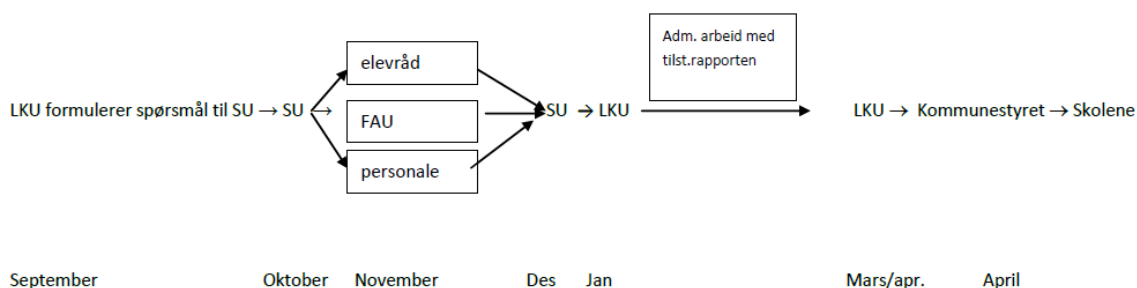 Adm. arbeid med
tilst.rapporten
elevråd
LKU formulerer spørsmål til SU → SU → FAU SU → LKU LKU → Kommunestyret → Skolene
personale
September Oktober November Des Jan Mars/apr. April